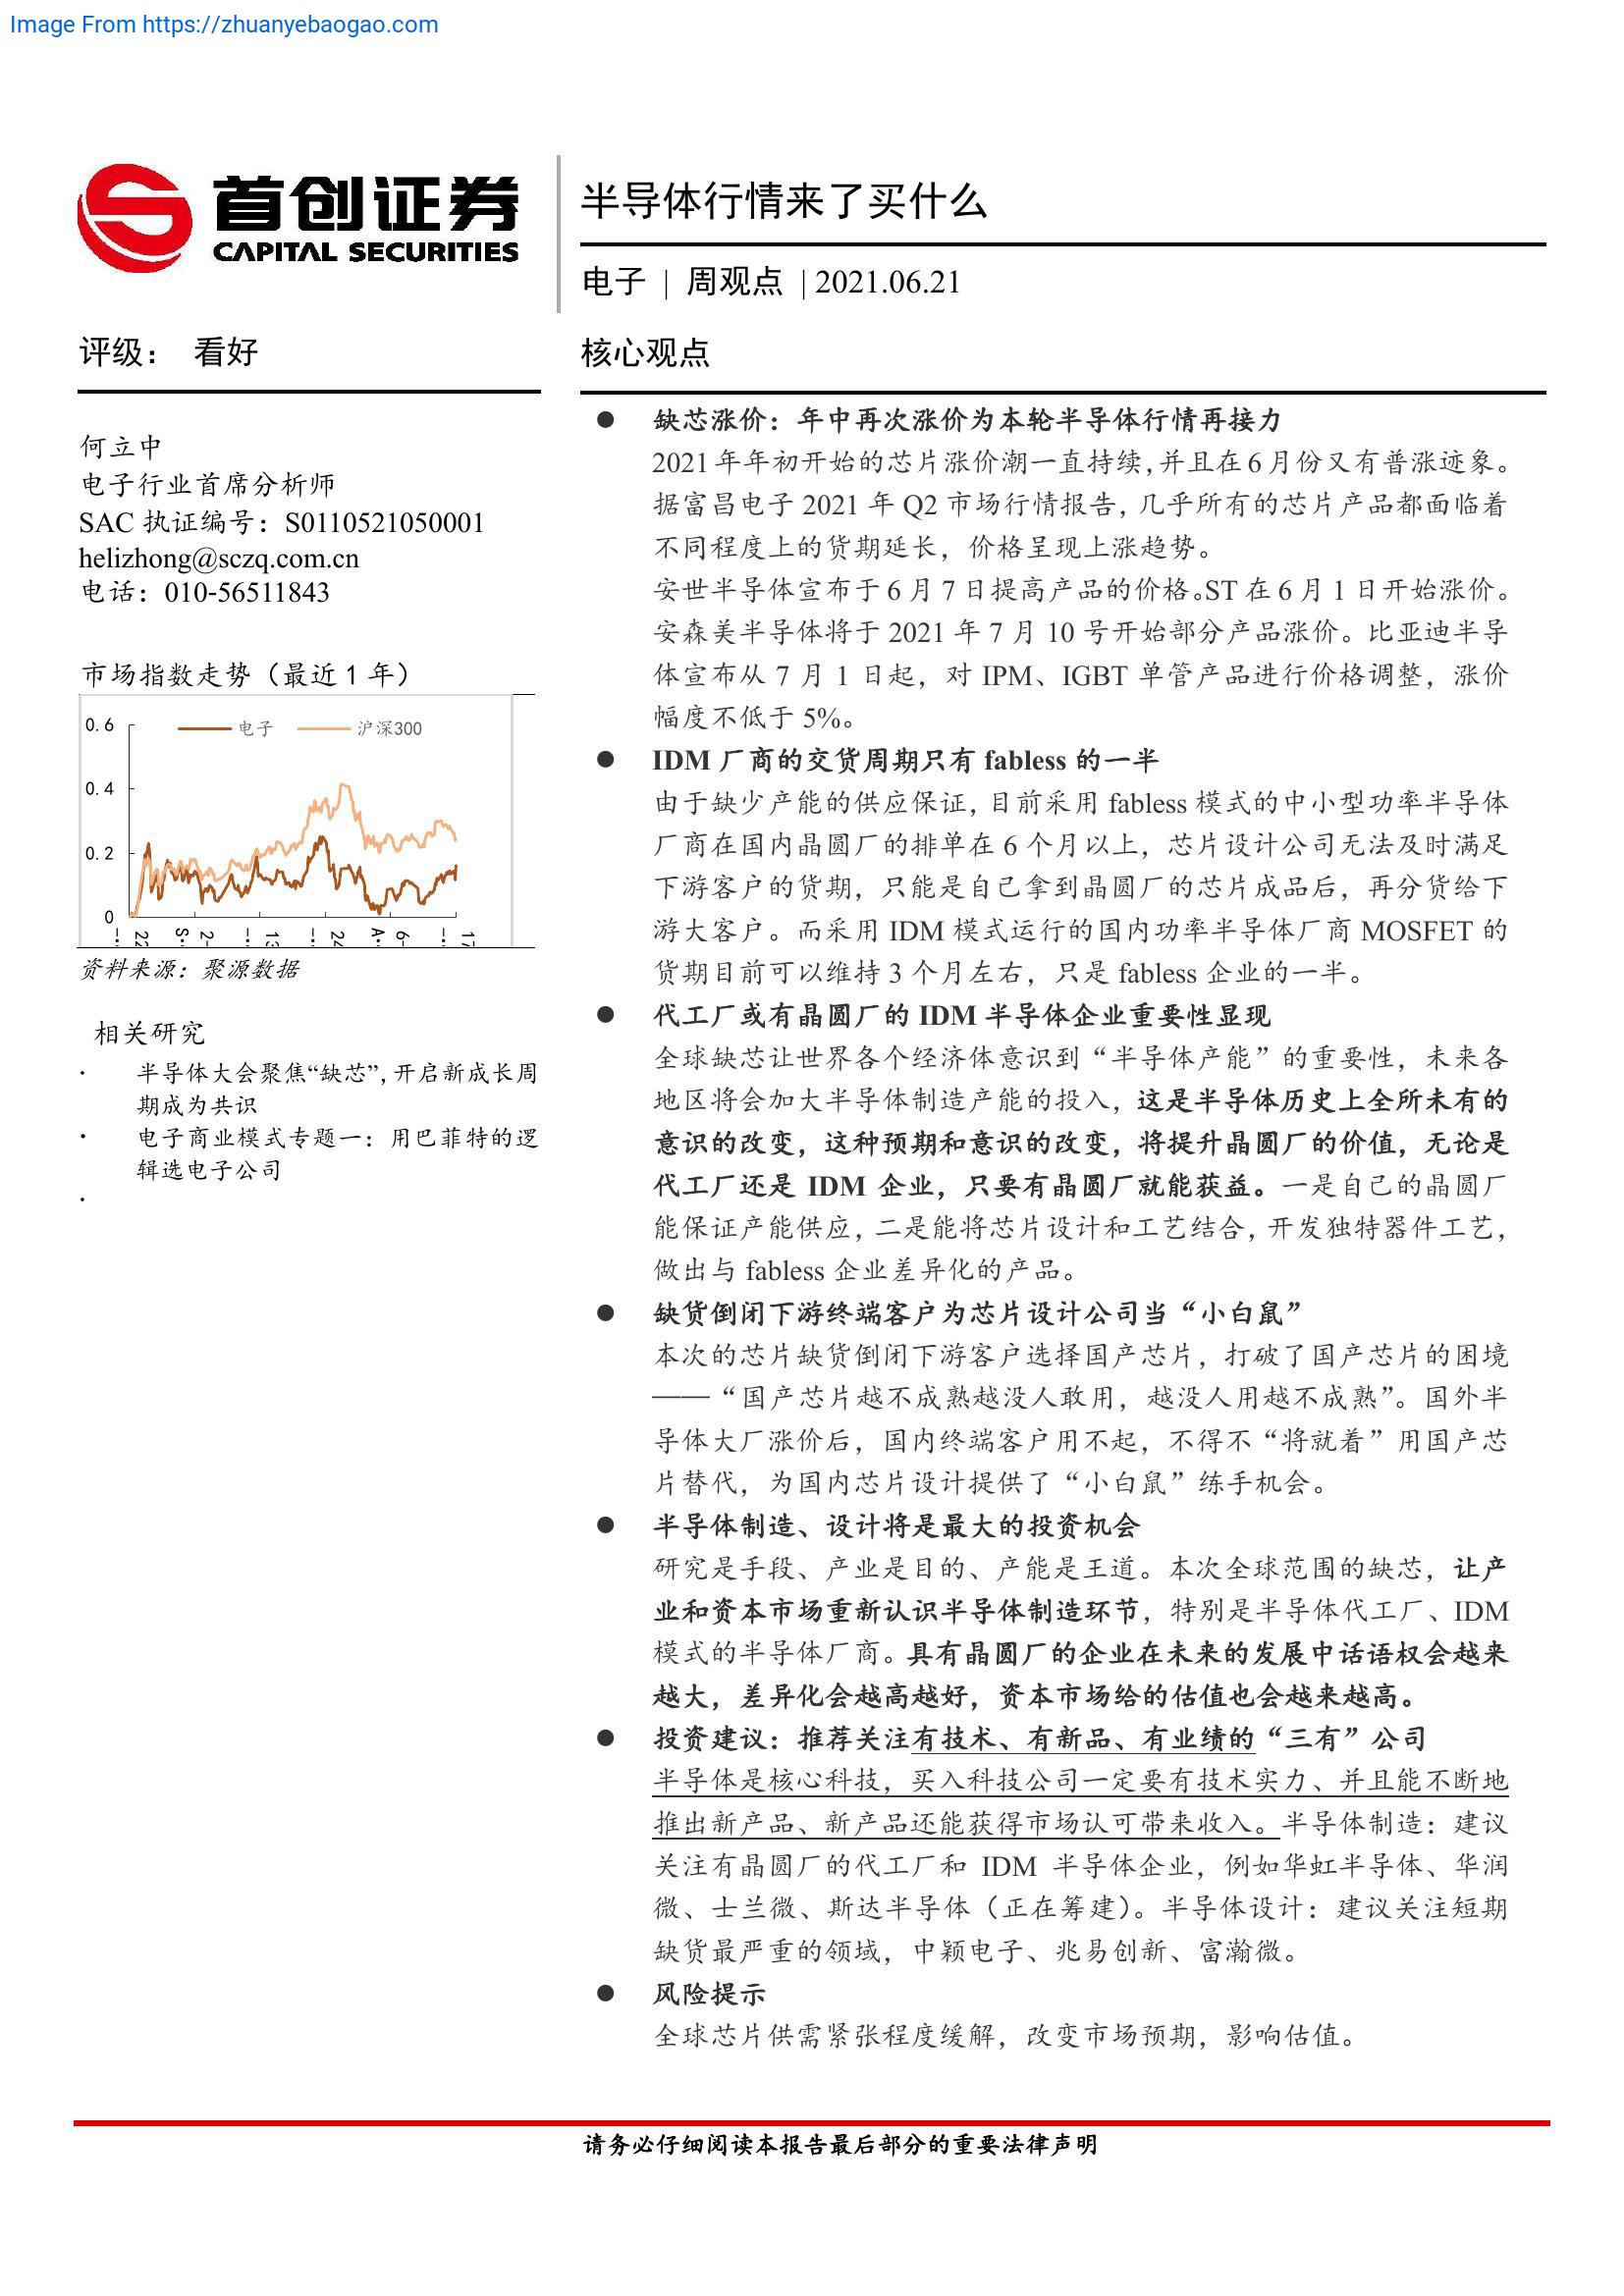 Image From https://zhuanyebaogao.com
首创证券
CAPITAL SECURITIES
半导体行情来了买什么
电子 | 周观点 | 2021.06.21
评级： 看好
何立中
电子行业首席分析师
SAC 执证编号：S0110521050001
helizhong@sczq.com.cn
电话：010-56511843
市场指数走势（最近 1 年）
电子 沪深300
0.6
0.4
0.2
0
资料来源：聚源数据
相关研究
· 半导体大会聚焦“缺芯”，开启新成长周
期成为共识
· 电子商业模式专题一：用巴菲特的逻
辑选电子公司
·
核心观点
● 缺芯涨价：年中再次涨价为本轮半导体行情再接力
2021 年年初开始的芯片涨价潮一直持续，并且在 6 月份又有普涨迹象。
据富昌电子 2021 年 Q2 市场行情报告，几乎所有的芯片产品都面临着
不同程度上的货期延长，价格呈现上涨趋势。
安世半导体宣布于 6 月 7 日提高产品的价格。ST 在 6 月 1 日开始涨价。
安森美半导体将于 2021 年 7 月 10 号开始部分产品涨价。比亚迪半导
体宣布从 7 月 1 日起，对 IPM、IGBT 单管产品进行价格调整，涨价
幅度不低于 5%。
● IDM 厂商的交货周期只有 fabless 的一半
由于缺少产能的供应保证，目前采用 fabless 模式的中小型功率半导体
厂商在国内晶圆厂的排单在 6 个月以上，芯片设计公司无法及时满足
下游客户的货期，只能是自己拿到晶圆厂的芯片成品后，再分货给下
游大客户。而采用 IDM 模式运行的国内功率半导体厂商 MOSFET 的
货期目前可以维持 3 个月左右，只是 fabless 企业的一半。
● 代工厂或有晶圆厂的 IDM 半导体企业重要性显现
全球缺芯让世界各个经济体意识到“半导体产能”的重要性，未来各
地区将会加大半导体制造产能的投入，这是半导体历史上全所未有的
意识的改变，这种预期和意识的改变，将提升晶圆厂的价值，无论是
代工厂还是 IDM 企业，只要有晶圆厂就能获益。一是自己的晶圆厂
能保证产能供应，二是能将芯片设计和工艺结合，开发独特器件工艺，
做出与 fabless 企业差异化的产品。
● 缺货倒闭下游终端客户为芯片设计公司当“小白鼠”
本次的芯片缺货倒闭下游客户选择国产芯片，打破了国产芯片的困境
——“国产芯片越不成熟越没人敢用，越没人用越不成熟”。国外半
导体大厂涨价后，国内终端客户用不起，不得不“将就着”用国产芯
片替代，为国内芯片设计提供了“小白鼠”练手机会。
● 半导体制造、设计将是最大的投资机会
研究是手段、产业是目的、产能是王道。本次全球范围的缺芯，让产
业和资本市场重新认识半导体制造环节，特别是半导体代工厂、IDM
模式的半导体厂商。具有晶圆厂的企业在未来的发展中话语权会越来
越大，差异化会越高越好，资本市场给的估值也会越来越高。
● 投资建议：推荐关注有技术、有新品、有业绩的“三有”公司
半导体是核心科技，买入科技公司一定要有技术实力、并且能不断地
推出新产品、新产品还能获得市场认可带来收入。半导体制造：建议
关注有晶圆厂的代工厂和 IDM 半导体企业，例如华虹半导体、华润
微、士兰微、斯达半导体（正在筹建）。半导体设计：建议关注短期
缺货最严重的领域，中颖电子、兆易创新、富瀚微。
● 风险提示
全球芯片供需紧张程度缓解，改变市场预期，影响估值。
请务必仔细阅读本报告最后部分的重要法律声明